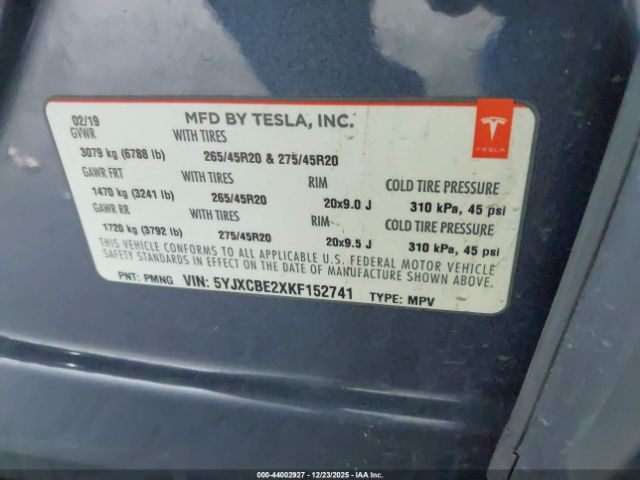 02/19 MFD BY TESLA, INC.
GVWR WITH TIRES
3079 kg (6788 lb) 265/45R20 & 275/45R20
GAWR FRT WITH TIRES RIM COLD TIRE PRESSURE
1470 kg (3241 lb) 265/45R20 20x9.0 J 310 kPa, 45 psi
GAWR RR WITH TIRES RIM COLD TIRE PRESSURE
1720 kg (3792 lb) 275/45R20 20x9.5 J 310 kPa, 45 psi
THIS VEHICLE CONFORMS TO ALL APPLICABLE U.S. FEDERAL MOTOR VEHICLE
SAFETY STANDARDS IN EFFECT ON THE DATE OF MANUFACTURE SHOWN ABOVE.
PNT: PMNG VIN: 5YJXCBE2XKF152741 TYPE: MPV
TESLA
000-44002927 - 12/23/2025 - IAA Inc.